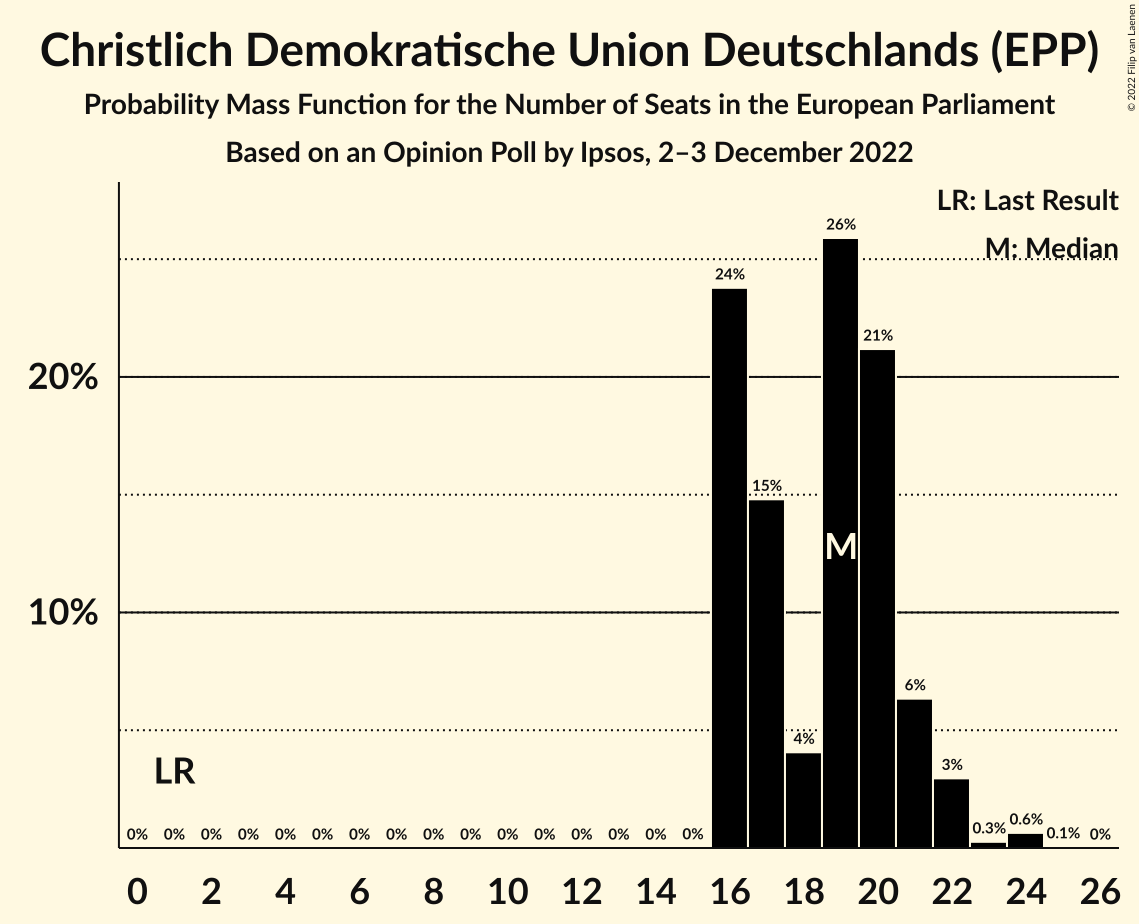 Christlich Demokratische Union Deutschlands (EPP)
Probability Mass Function for the Number of Seats in the European Parliament
Based on an Opinion Poll by Ipsos, 2–3 December 2022
© 2022 Filip van Laenen
LR: Last Result
M: Median
26%
24%
21%
20%
15%
M
10%
6%
4%
3%
LR
0% 0% 0% 0% 0% 0% 0% 0% 0% 0% 0% 0% 0% 0% 0% 0% 0.3% 0.6% 0.1% 0%
0 2 4 6 8 10 12 14 16 18 20 22 24 26